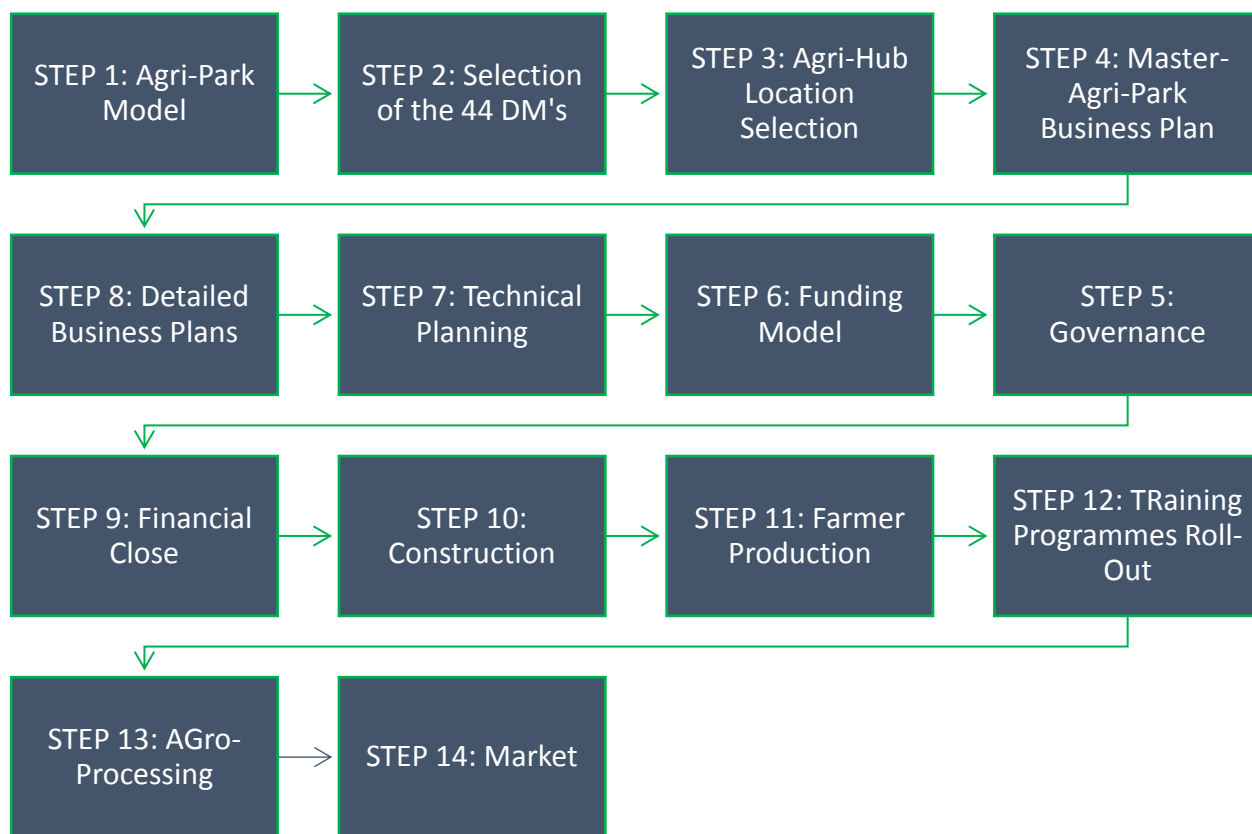 STEP 1: Agri-Park
Model
STEP 2: Selection
of the 44 DM's
STEP 3: Agri-Hub
Location
Selection
STEP 4: Master-
Agri-Park
Business Plan
STEP 8: Detailed
Business Plans
STEP 7: Technical
Planning
STEP 6: Funding
Model
STEP 5:
Governance
STEP 9: Financial
Close
STEP 10:
Construction
STEP 11: Farmer
Production
STEP 12: TRaining
Programmes Roll-
Out
STEP 13: AGro-
Processing
STEP 14: Market